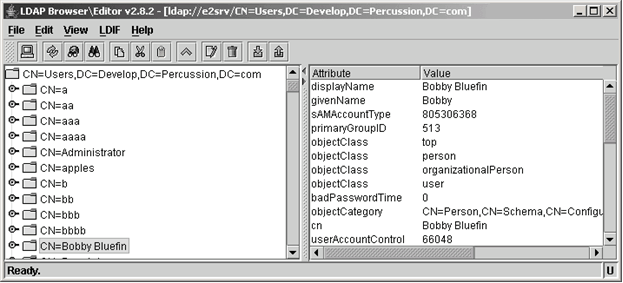 LDAP Browser\Editor v2.8.2 - [ldap://e2srv/CN=Users,DC=Develop,DC=Percussion,DC=com]
File Edit View LDIF Help
CN=Users,DC=Develop,DC=Percussion,DC=com
CN=a
CN=aa
CN=aaa
CN=aaaa
CN=Administrator
CN=apples
CN=b
CN=bb
CN=bbb
CN=bbbb
CN=Bobby Bluefin
Attribute Value
displayName Bobby Bluefin
givenName Bobby
sAMAccountType 805306368
primaryGroupID 513
objectClass top
objectClass person
objectClass organizationalPerson
objectClass user
badPasswordTime 0
objectCategory CN=Person,CN=Schema,CN=Configu
cn Bobby Bluefin
userAccountControl 66048
Ready. U